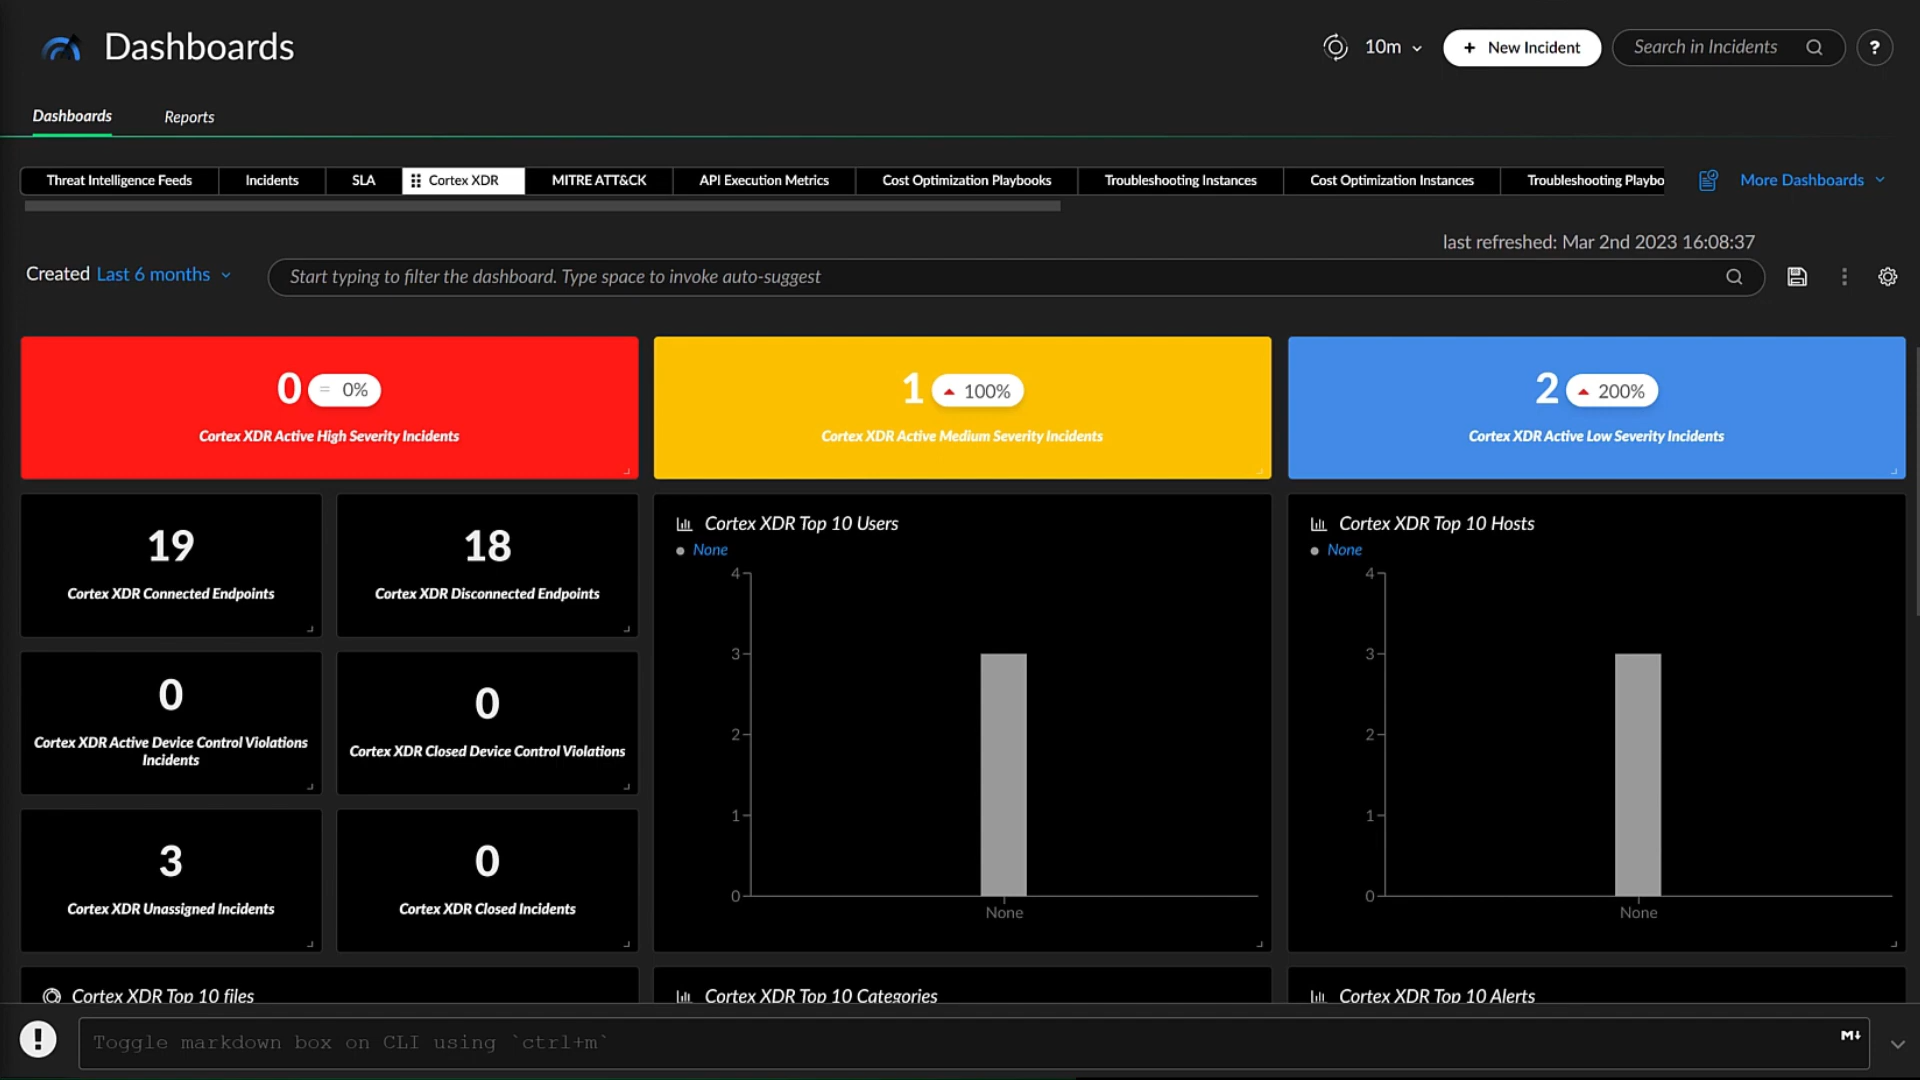 Dashboards
10m
+ New Incident
Search in Incidents
?
Dashboards
Reports
Threat Intelligence Feeds
Incidents
SLA
Cortex XDR
MITRE ATT&CK
API Execution Metrics
Cost Optimization Playbooks
Troubleshooting Instances
Cost Optimization Instances
Troubleshooting Playbo
More Dashboards
last refreshed: Mar 2nd 2023 16:08:37
Created Last 6 months
Start typing to filter the dashboard. Type space to invoke auto-suggest
0 = 0%
Cortex XDR Active High Severity Incidents
1 100%
Cortex XDR Active Medium Severity Incidents
2 200%
Cortex XDR Active Low Severity Incidents
19
Cortex XDR Connected Endpoints
18
Cortex XDR Disconnected Endpoints
0
Cortex XDR Active Device Control Violations
Incidents
0
Cortex XDR Closed Device Control Violations
3
Cortex XDR Unassigned Incidents
0
Cortex XDR Closed Incidents
Cortex XDR Top 10 Users
None
4
3
2
1
0
None
Cortex XDR Top 10 Hosts
None
4
3
2
1
0
None
Cortex XDR Top 10 files
Cortex XDR Top 10 Categories
Cortex XDR Top 10 Alerts
!
Toggle markdown box on CLI using `ctrl+m`
M↓